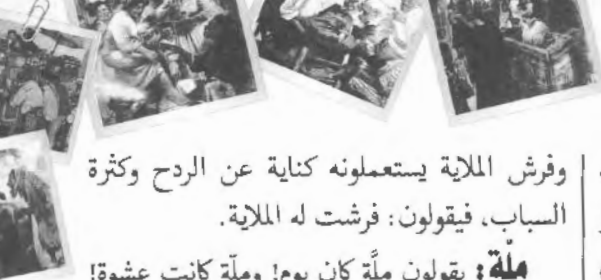 وفرش الملاية يستعملونه كناية عن الردح وكثرة
السباب، فيقولون: فرشت له الملاية.
ملّة: يقولون ملَّة كان يوم! وملّة كانت عشوة!